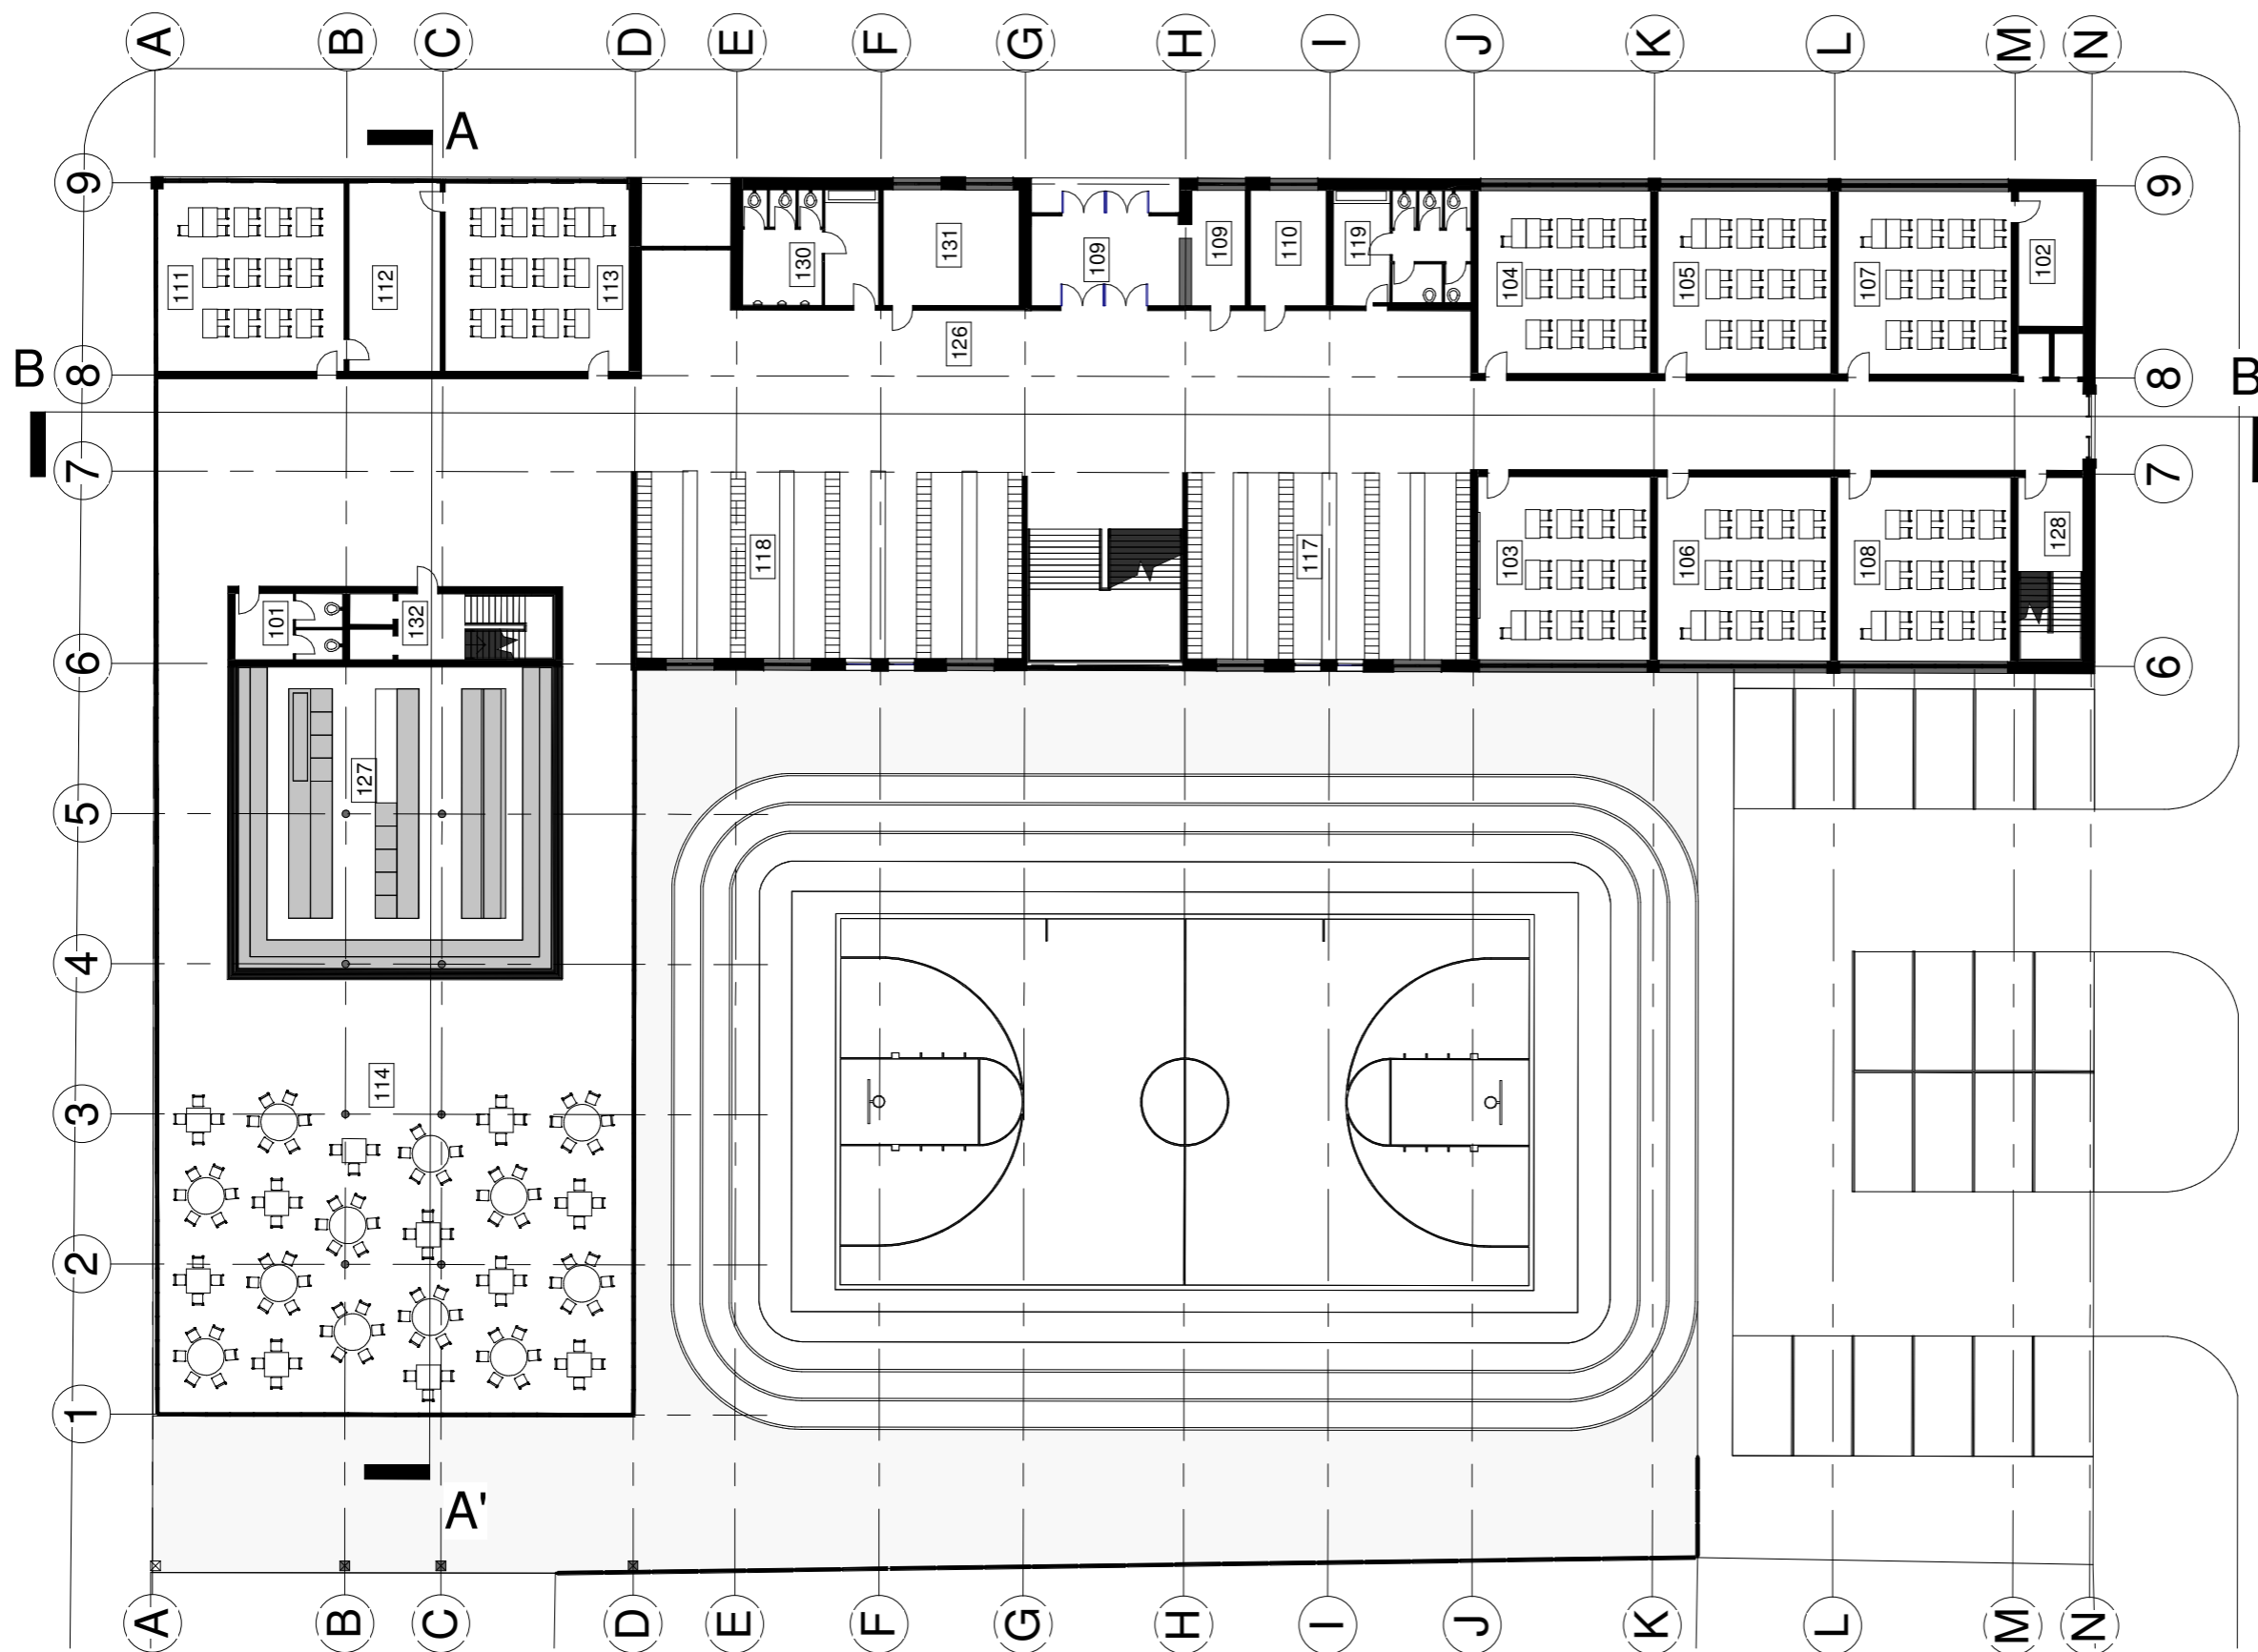 A B C D E F G H I J K L M N
A
9 9
111 112 113 130 131 109 109 110 119 104 105 107 102
126
B 8 8 B
7 7
118 117 103 106 108 128
101 132
6 6
127
5
4
114
3
2
1
A'
A B C D E F G H I J K L M N